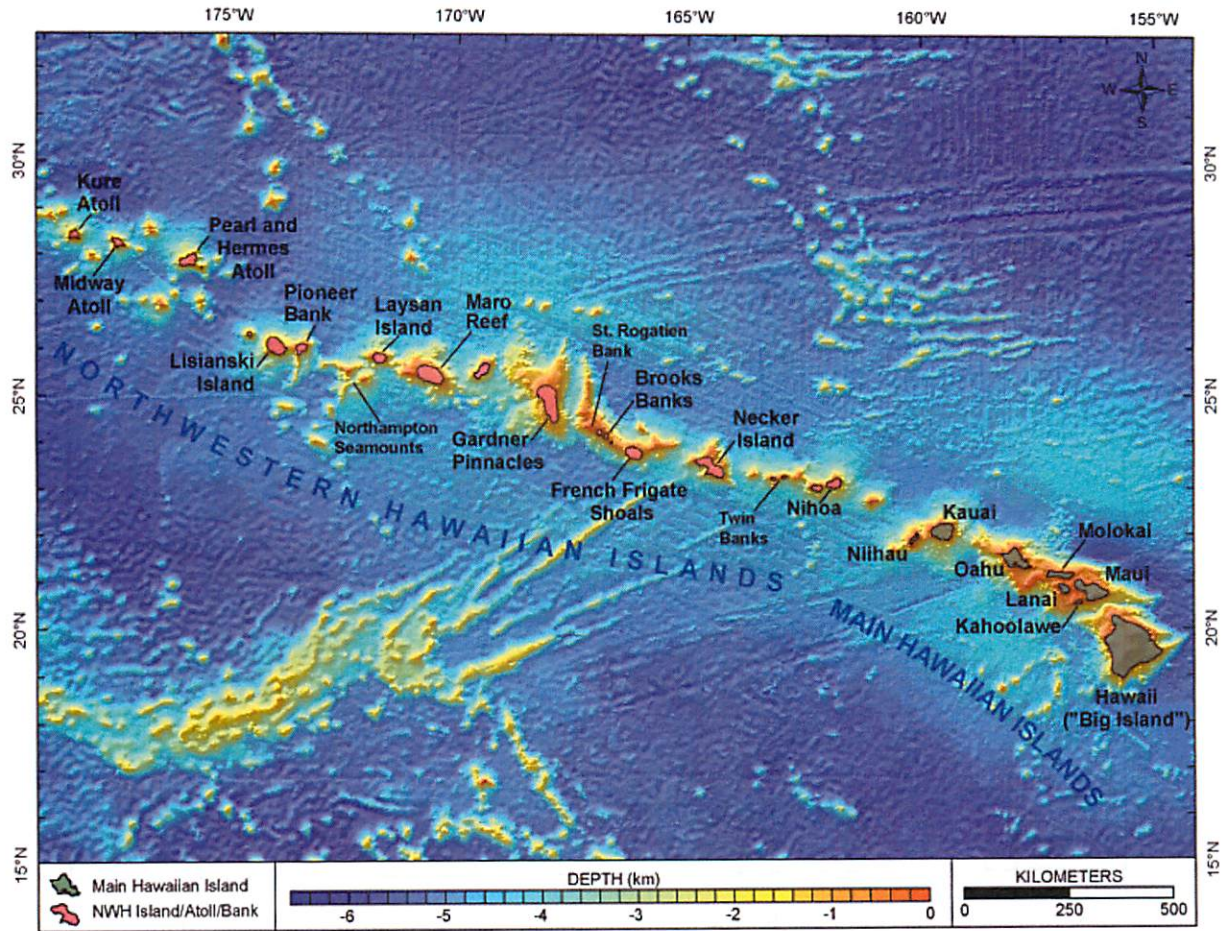 175°W 170°W 165°W 160°W 155°W
N
W E
S
30°N 30°N
Kure
Atoll
Pearl and
Hermes
Atoll
Midway
Atoll
Pioneer
Bank
Laysan
Island
Maro
Reef
St. Rogatien
Bank
Brooks
Banks
Lisianski
Island
25°N 25°N
Northampton
Seamounts
Gardner
Pinnacles
Necker
Island
French Frigate
Shoals
Twin
Banks
Nihoa
NORTHWESTERN HAWAIIAN ISLANDS
Kauai
Niihau
Molokai
Oahu
Maui
Lanai
Kahoolawe
20°N 20°N
MAIN HAWAIIAN ISLANDS
Hawaii
("Big Island")
15°N 15°N
Main Hawaiian Island
NWH Island/Atoll/Bank
DEPTH (km)
-6 -5 -4 -3 -2 -1 0
KILOMETERS
0 250 500